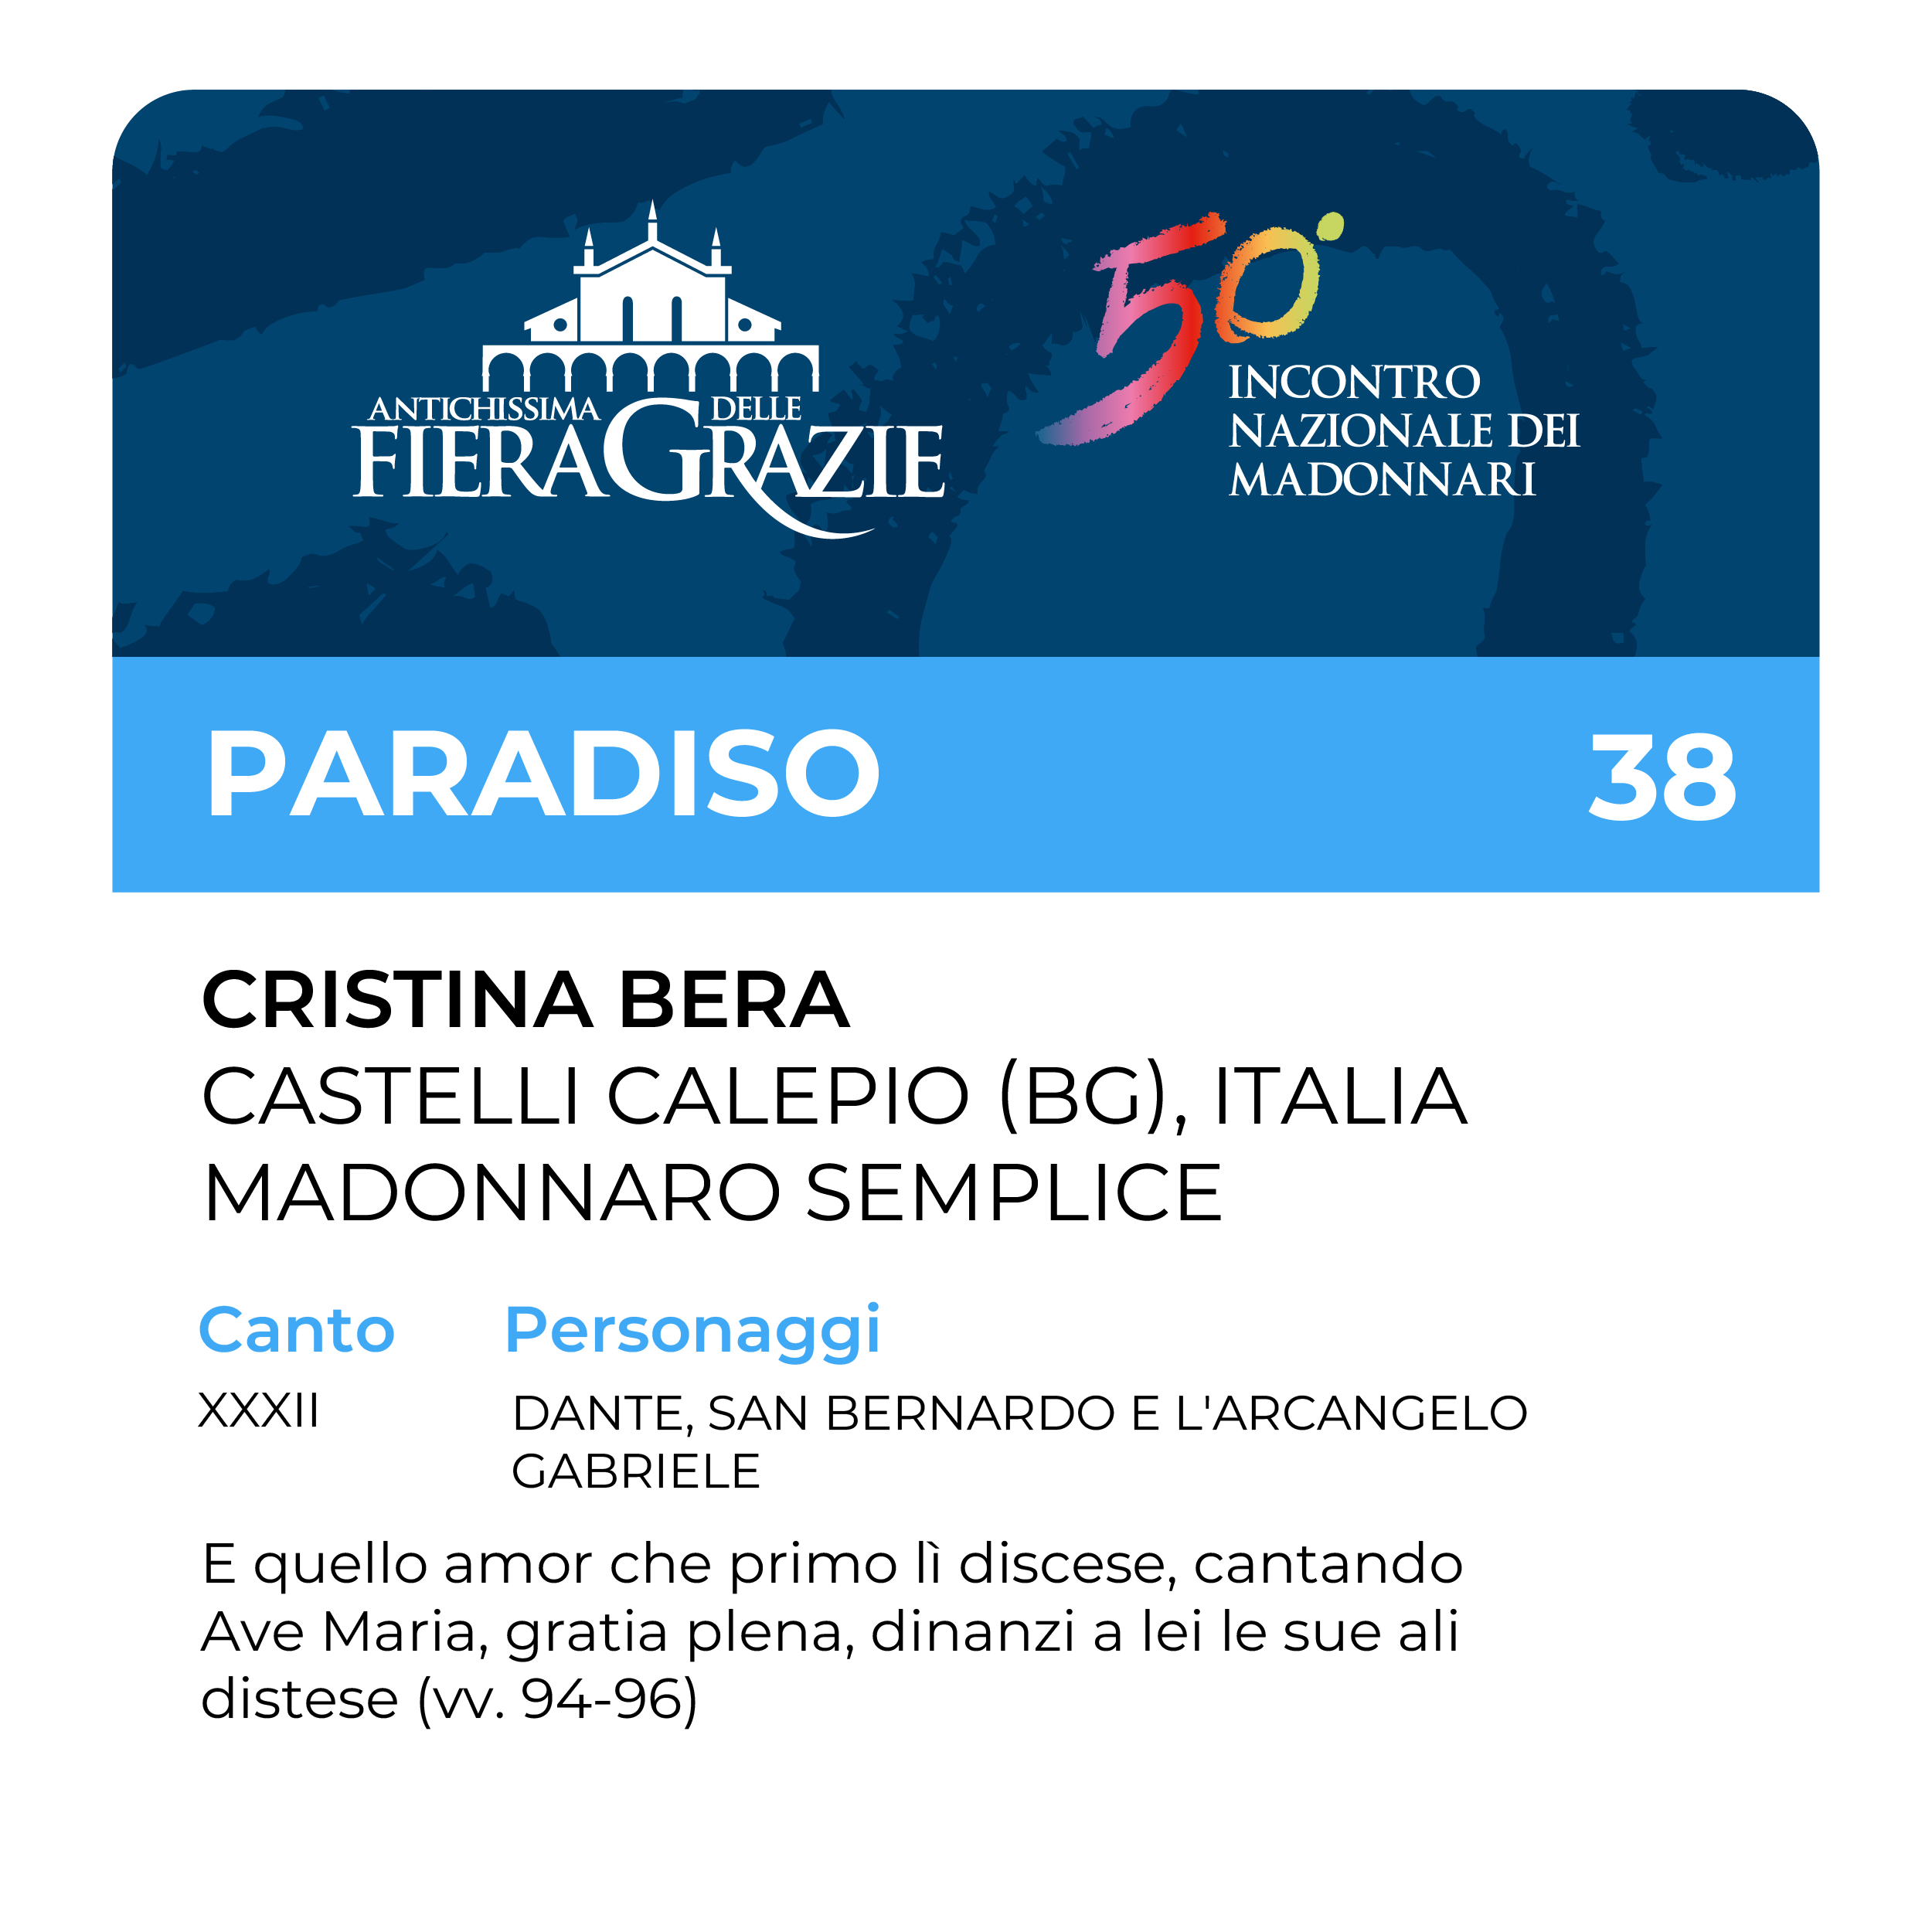 ANTICHISSIMA DELLE
FIERAGRAZIE
50°
INCONTRO
NAZIONALE DEI
MADONNARI
PARADISO 38
CRISTINA BERA
CASTELLI CALEPIO (BG), ITALIA
MADONNARO SEMPLICE
Canto Personaggi
XXXII DANTE, SAN BERNARDO E L'ARCANGELO
GABRIELE
E quello amor che primo lì discese, cantando
Ave Maria, gratia plena, dinanzi a lei le sue ali
distese (vv. 94-96)